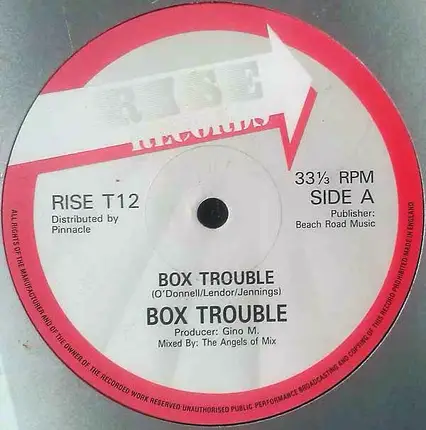 RISE
RECORDS
RISE T12
Distributed by
Pinnacle
33⅓ RPM
SIDE A
Publisher:
Beach Road Music
BOX TROUBLE
(O'Donnell/Lendor/Jennings)
BOX TROUBLE
Producer: Gino M.
Mixed By: The Angels of Mix
ALL RIGHTS OF THE MANUFACTURER AND OF THE OWNER OF THE RECORDED WORK RESERVED UNAUTHORISED PUBLIC PERFORMANCE BROADCASTING AND COPYING OF THIS RECORD PROHIBITED MADE IN ENGLAND